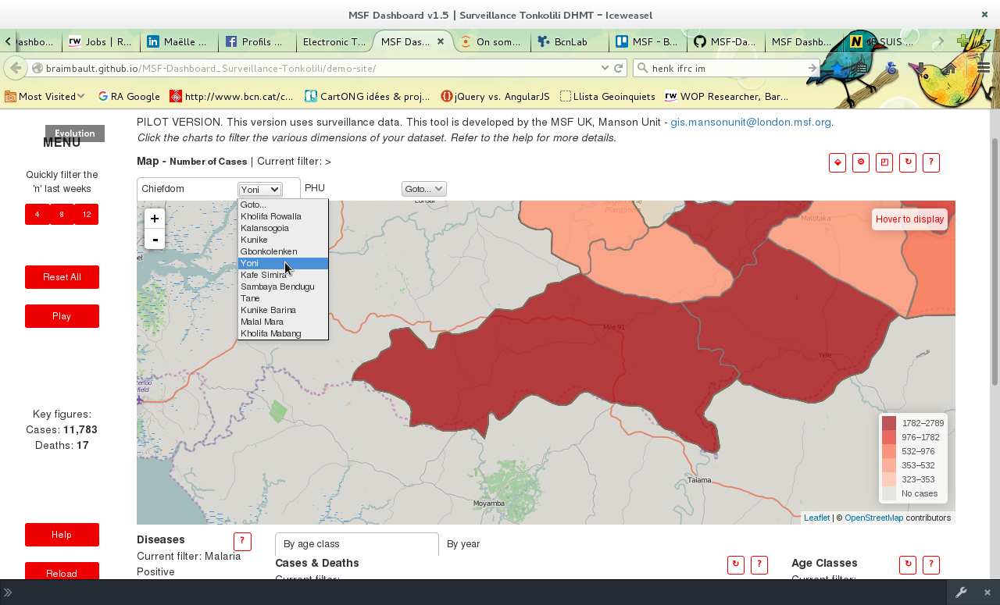 MSF Dashboard v1.5 | Surveillance Tonkolili DHMT – Iceweasel
ashbo...
Jobs | R...
Maëlle ...
Profils ...
Electronic T...
MSF Das...
On som...
BcnLab
MSF - B...
MSF-Da...
MSF Dashb...
JE SUIS ...
brainmault.github.io/MSF-Dashboard_Surveillance-Tonkolili/demo-site/
henk ifrc im
Most Visited
RA Google
http://www.bcn.cat/c...
CartONG idées & proj...
jQuery vs. AngularJS
Llista Geoinquiets
WOP Researcher, Bar...
PILOT VERSION. This version uses surveillance data. This tool is developed by the MSF UK, Manson Unit - gis.mansonunit@london.msf.org.
Click the charts to filter the various dimensions of your dataset. Refer to the help for more details.
Evolution
MENU
Quickly filter the
'n' last weeks
4 8 12
Reset All
Play
Key figures:
Cases: 11,783
Deaths: 17
Help
Reload
Map - Number of Cases | Current filter: >
?
Chiefdom
Yoni
PHU
Goto...
Goto...
Kholifa Rowalla
Kalansogoia
Kunike
Gbonkolenken
Yoni
Kafe Simira
Sambaya Bendugu
Tane
Kunike Barina
Malal Mara
Kholifa Mabang
+
-
Plantation
Matotaka
Hover to display
Mile 91
Yele
Taiama
Moyamba
1782–2789
976–1782
532–976
353–532
323–353
No cases
Leaflet | © OpenStreetMap contributors
Diseases
?
Current filter: Malaria
Positive
By age class
By year
Cases & Deaths
?
Current filter:
Age Classes
?
Current filter: